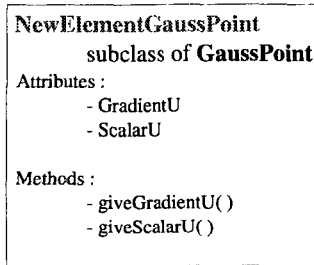 NewElementGaussPoint
subclass of GaussPoint
Attributes :
- GradientU
- ScalarU
Methods :
- giveGradientU( )
- giveScalarU( )